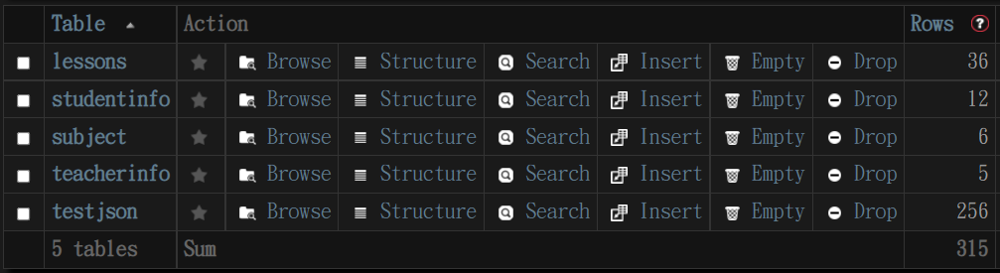 Table Action Rows ?
lessons Browse Structure Search Insert Empty Drop 36
studentinfo Browse Structure Search Insert Empty Drop 12
subject Browse Structure Search Insert Empty Drop 6
teacherinfo Browse Structure Search Insert Empty Drop 5
testjson Browse Structure Search Insert Empty Drop 256
5 tables Sum 315